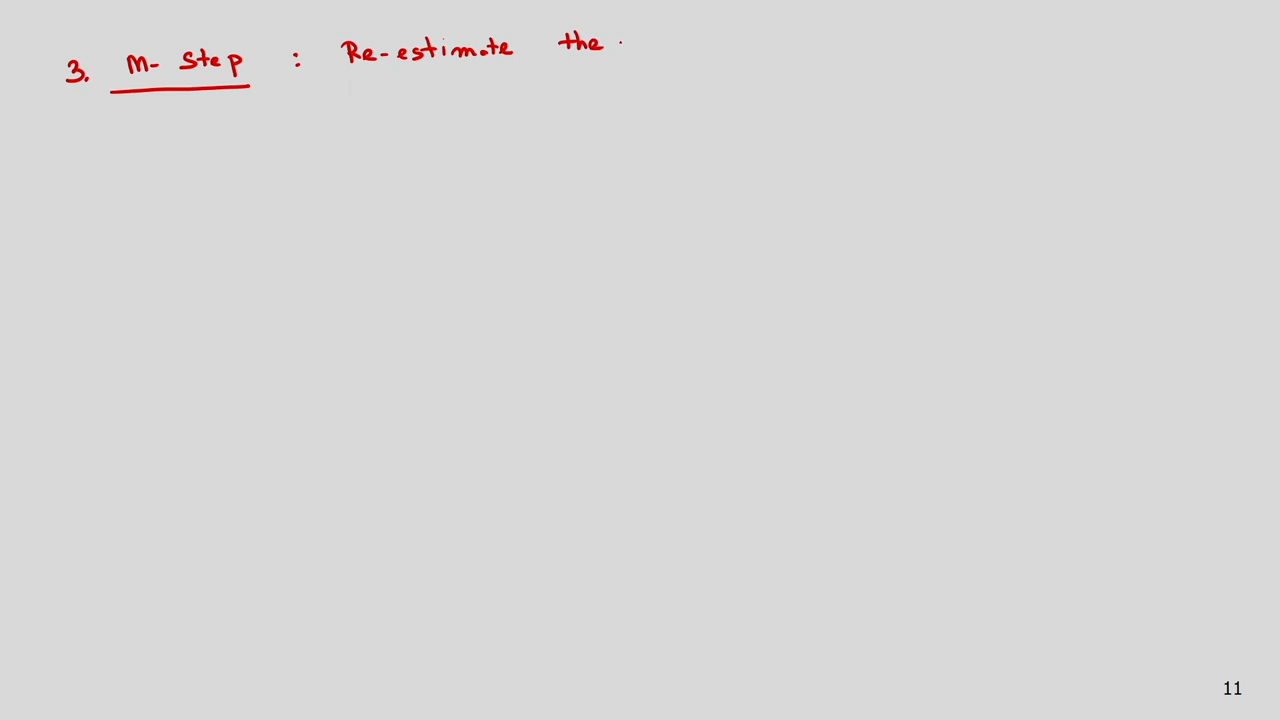 3. M- Step : Re-estimate the
11